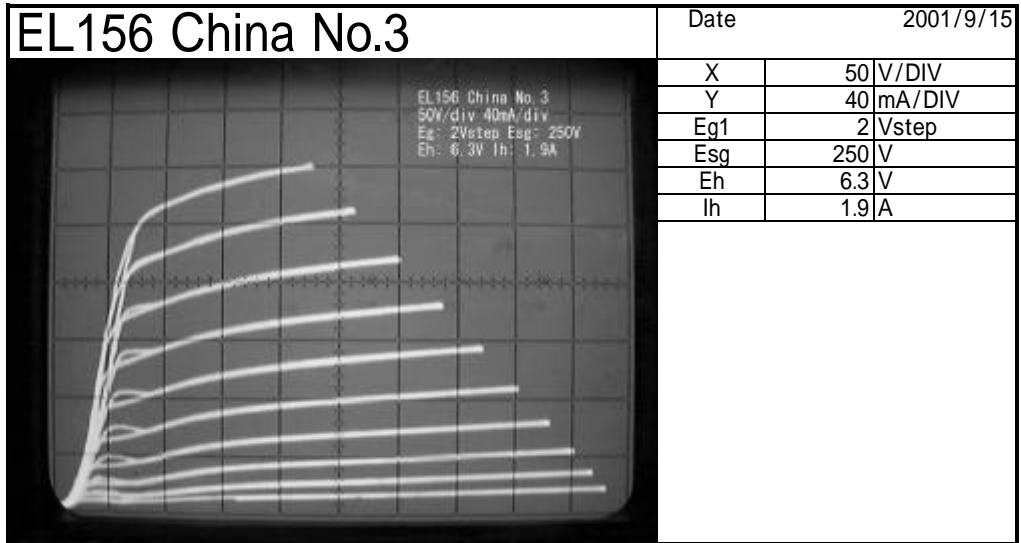 EL156 China No.3
Date 2001/9/15
X 50 V/DIV
Y 40 mA/DIV
Eg1 2 Vstep
Esg 250 V
Eh 6.3 V
Ih 1.9 A
EL156 China No.3
50V/div 40mA/div
Eg: 2Vstep Esg: 250V
Eh: 6.3V Ih: 1.9A